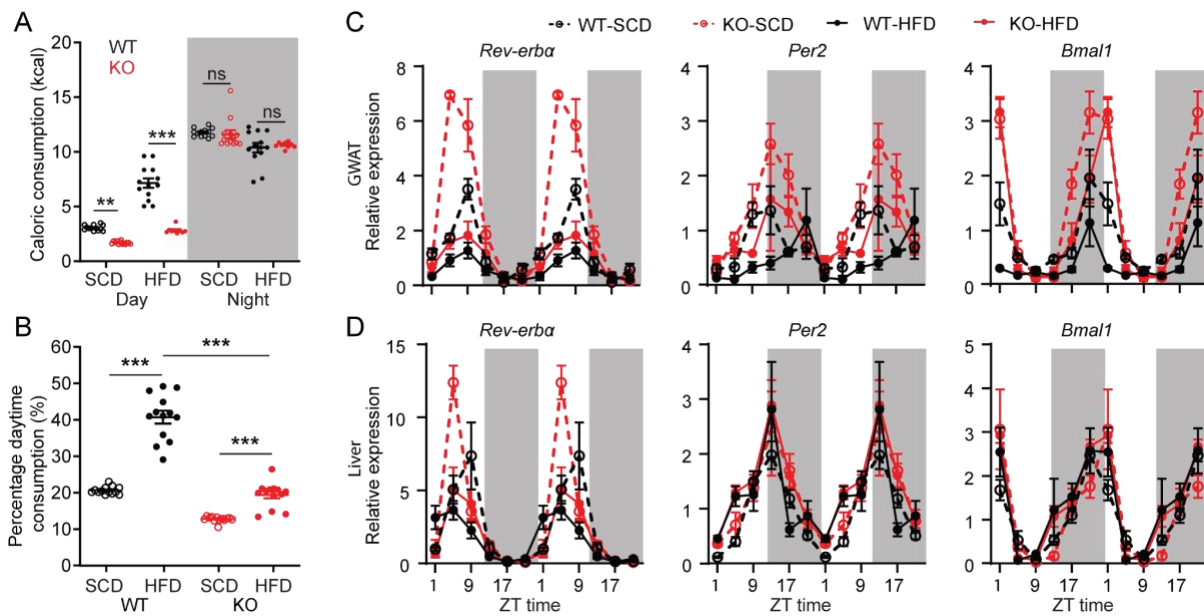 A
WT
KO
Caloric consumption (kcal)
20
15
10
5
0
**
***
ns
ns
SCD HFD SCD HFD
Day Night
B
Percentage daytime
consumption (%)
60
50
40
30
20
10
0
***
***
***
SCD HFD SCD HFD
WT KO
C
WT-SCD KO-SCD WT-HFD KO-HFD
Rev-erbα Per2 Bmal1
GWAT
Relative expression
8
6
4
2
0
4
3
2
1
0
4
3
2
1
0
D
Rev-erbα Per2 Bmal1
Liver
Relative expression
15
10
5
0
4
3
2
1
0
5
4
3
2
1
0
1 9 17 1 9 17 1 9 17 1 9 17 1 9 17 1 9 17
ZT time